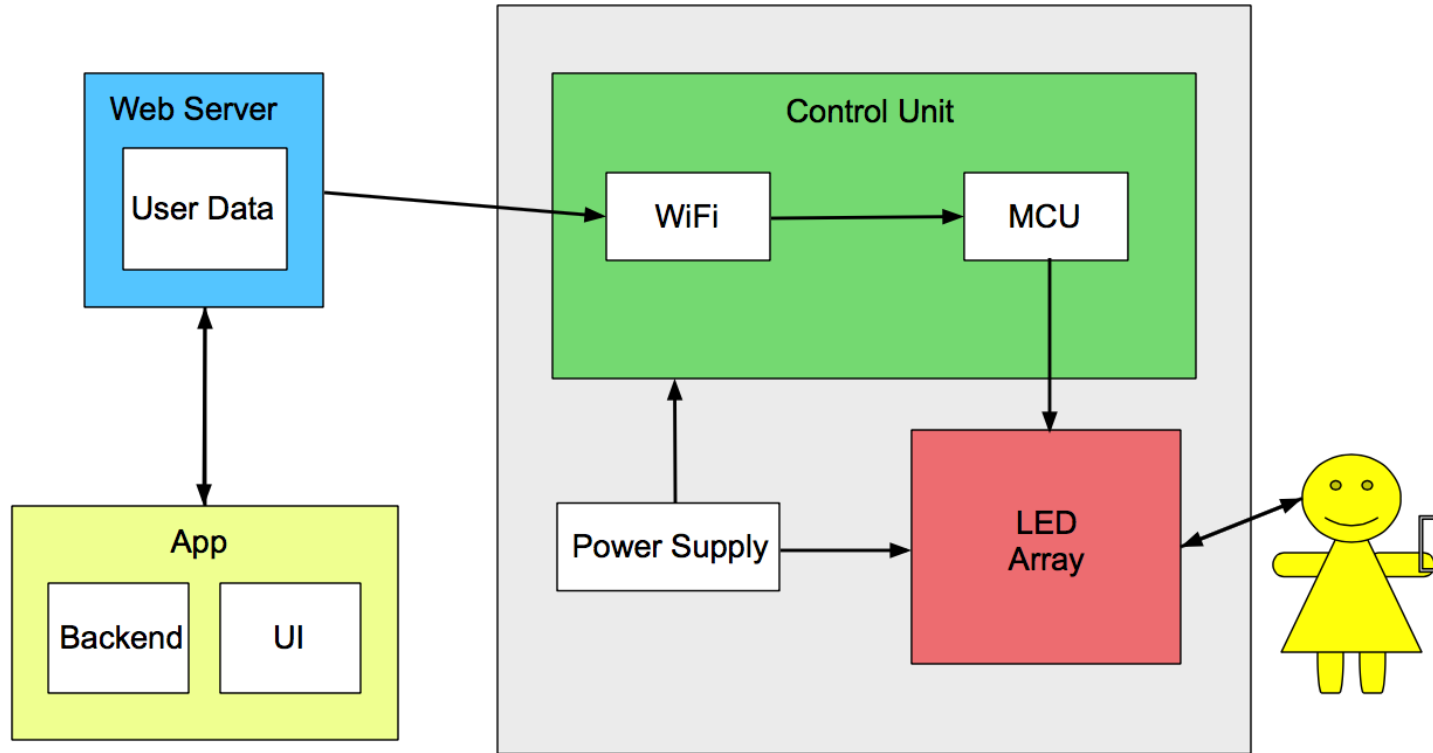 Web Server
User Data
Control Unit
WiFi
MCU
App
Backend
UI
Power Supply
LED
Array